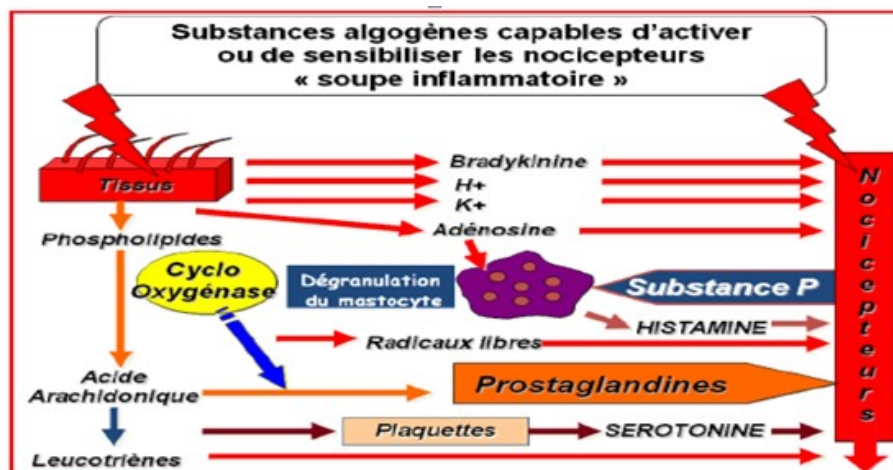 Substances algogènes capables d'activer
ou de sensibiliser les nocicepteurs
« soupe inflammatoire »
Tissus
Bradykinine
H+
K+
Adénosine
Phospholipides
Cyclo
Oxygénase
Dégranulation
du mastocyte
Substance P
HISTAMINE
Radicaux libres
Acide
Arachidonique
Prostaglandines
Plaquettes
SEROTONINE
Leucotriènes
Nocicepteurs